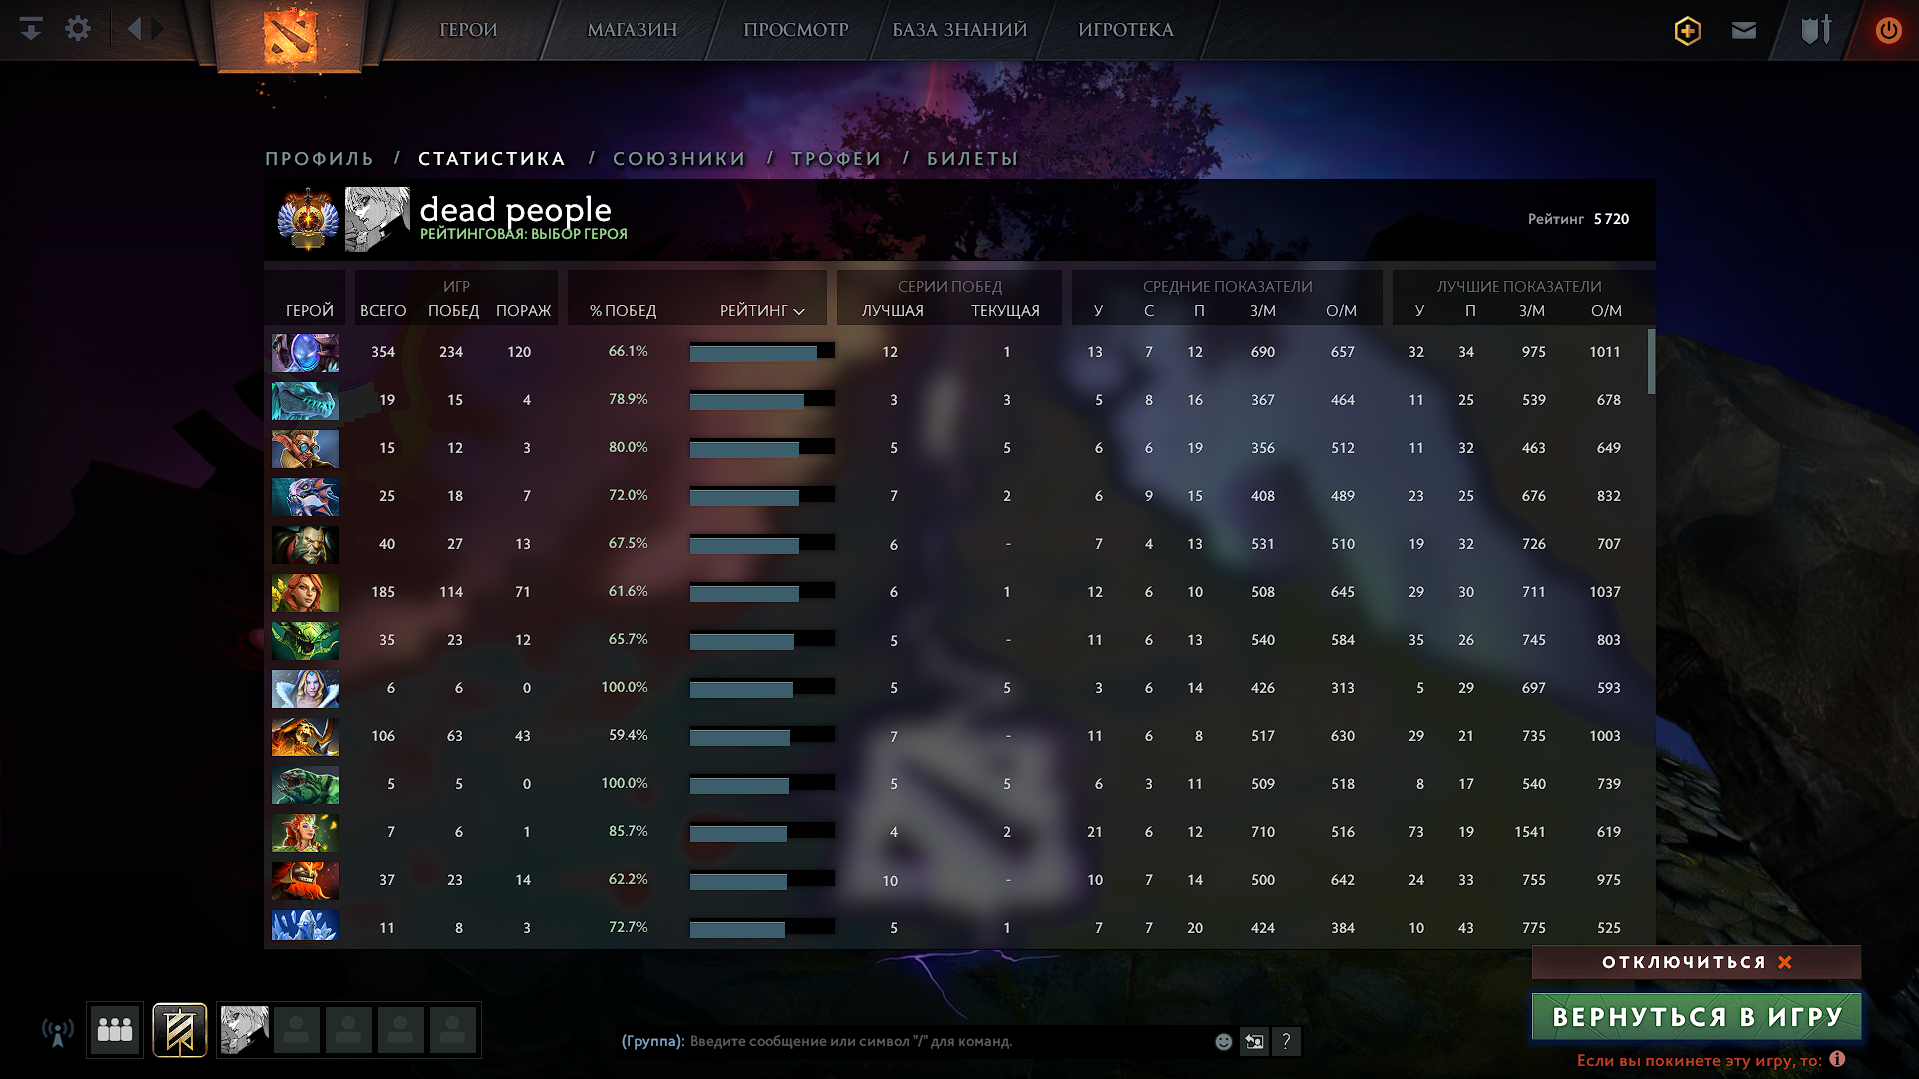 ГЕРОИ МАГАЗИН ПРОСМОТР БАЗА ЗНАНИЙ ИГРОТЕКА
ПРОФИЛЬ / СТАТИСТИКА / СОЮЗНИКИ / ТРОФЕИ / БИЛЕТЫ
dead people
РЕЙТИНГОВАЯ: ВЫБОР ГЕРОЯ
Рейтинг 5 720
ИГР СЕРИИ ПОБЕД СРЕДНИЕ ПОКАЗАТЕЛИ ЛУЧШИЕ ПОКАЗАТЕЛИ
ГЕРОЙ ВСЕГО ПОБЕД ПОРАЖ % ПОБЕД РЕЙТИНГ ЛУЧШАЯ ТЕКУЩАЯ У С П З/М О/М У П З/М О/М
354 234 120 66.1% 12 1 13 7 12 690 657 32 34 975 1011
19 15 4 78.9% 3 3 5 8 16 367 464 11 25 539 678
15 12 3 80.0% 5 5 6 6 19 356 512 11 32 463 649
25 18 7 72.0% 7 2 6 9 15 408 489 23 25 676 832
40 27 13 67.5% 6 - 7 4 13 531 510 19 32 726 707
185 114 71 61.6% 6 1 12 6 10 508 645 29 30 711 1037
35 23 12 65.7% 5 - 11 6 13 540 584 35 26 745 803
6 6 0 100.0% 5 5 3 6 14 426 313 5 29 697 593
106 63 43 59.4% 7 - 11 6 8 517 630 29 21 735 1003
5 5 0 100.0% 5 5 6 3 11 509 518 8 17 540 739
7 6 1 85.7% 4 2 21 6 12 710 516 73 19 1541 619
37 23 14 62.2% 10 - 10 7 14 500 642 24 33 755 975
11 8 3 72.7% 5 1 7 7 20 424 384 10 43 775 525
ОТКЛЮЧИТЬСЯ
ВЕРНУТЬСЯ В ИГРУ
(Группа): Введите сообщение или символ "/" для команд. ?
Если вы покинете эту игру, то: